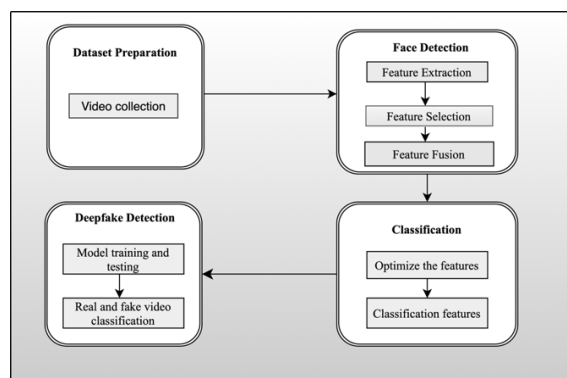 Dataset Preparation
Video collection
Face Detection
Feature Extraction
Feature Selection
Feature Fusion
Classification
Optimize the features
Classification features
Deepfake Detection
Model training and
testing
Real and fake video
classification